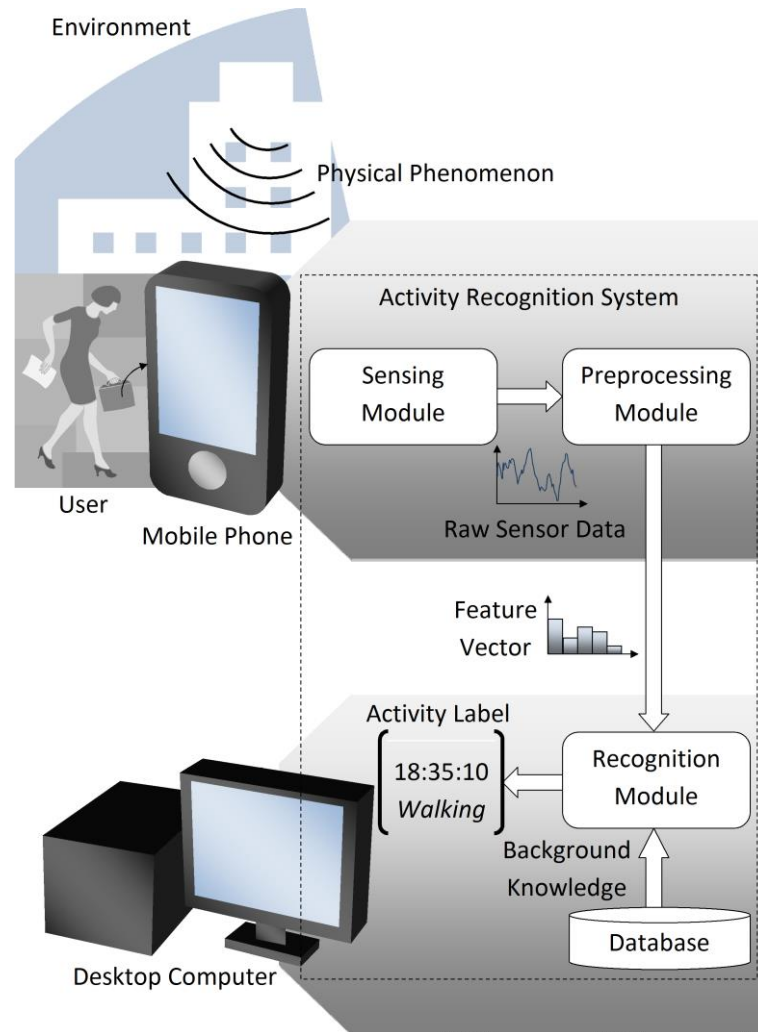 Environment
Physical Phenomenon
Activity Recognition System
Sensing
Module
Preprocessing
Module
User
Mobile Phone
Raw Sensor Data
Feature
Vector
Activity Label
18:35:10
Walking
Recognition
Module
Background
Knowledge
Database
Desktop Computer